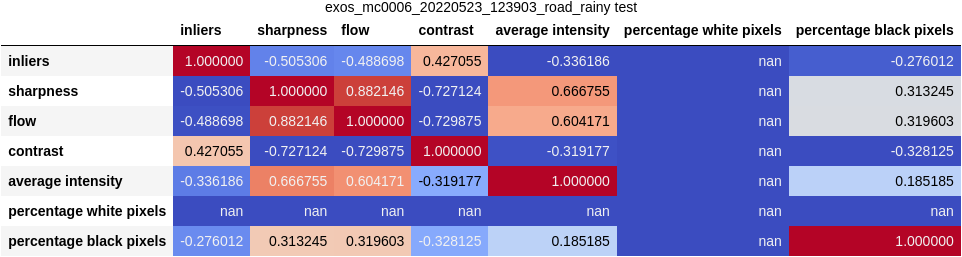 exos_mc0006_20220523_123903_road_rainy test
inliers sharpness flow contrast average intensity percentage white pixels percentage black pixels
inliers 1.000000 -0.505306 -0.488698 0.427055 -0.336186 nan -0.276012
sharpness -0.505306 1.000000 0.882146 -0.727124 0.666755 nan 0.313245
flow -0.488698 0.882146 1.000000 -0.729875 0.604171 nan 0.319603
contrast 0.427055 -0.727124 -0.729875 1.000000 -0.319177 nan -0.328125
average intensity -0.336186 0.666755 0.604171 -0.319177 1.000000 nan 0.185185
percentage white pixels nan nan nan nan nan nan nan
percentage black pixels -0.276012 0.313245 0.319603 -0.328125 0.185185 nan 1.000000